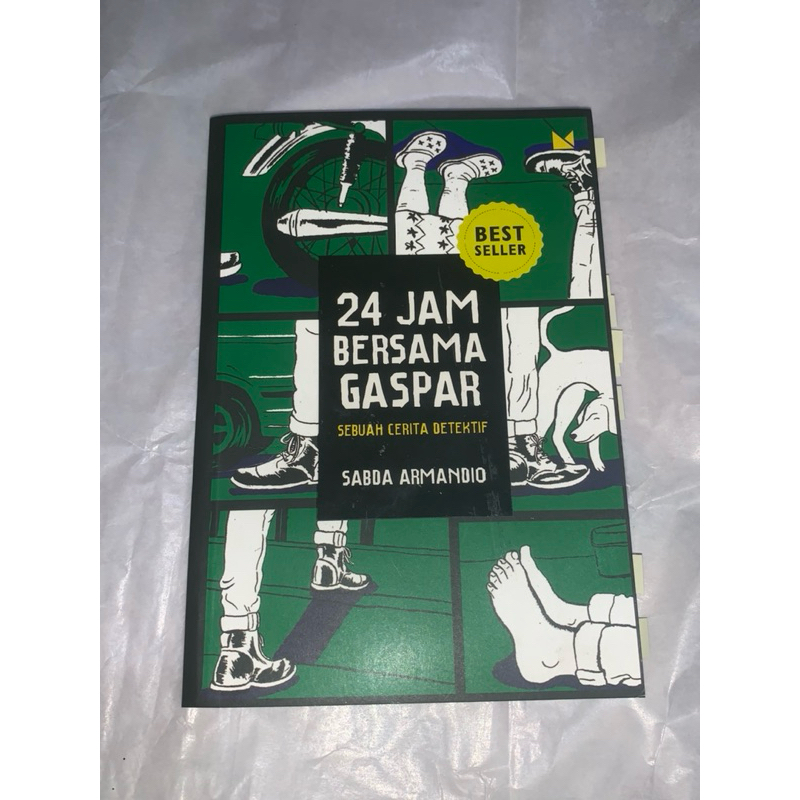 BEST
SELLER
24 JAM
BERSAMA
GASPAR
SEBUAH CERITA DETEKTIF
SABDA ARMANDIO